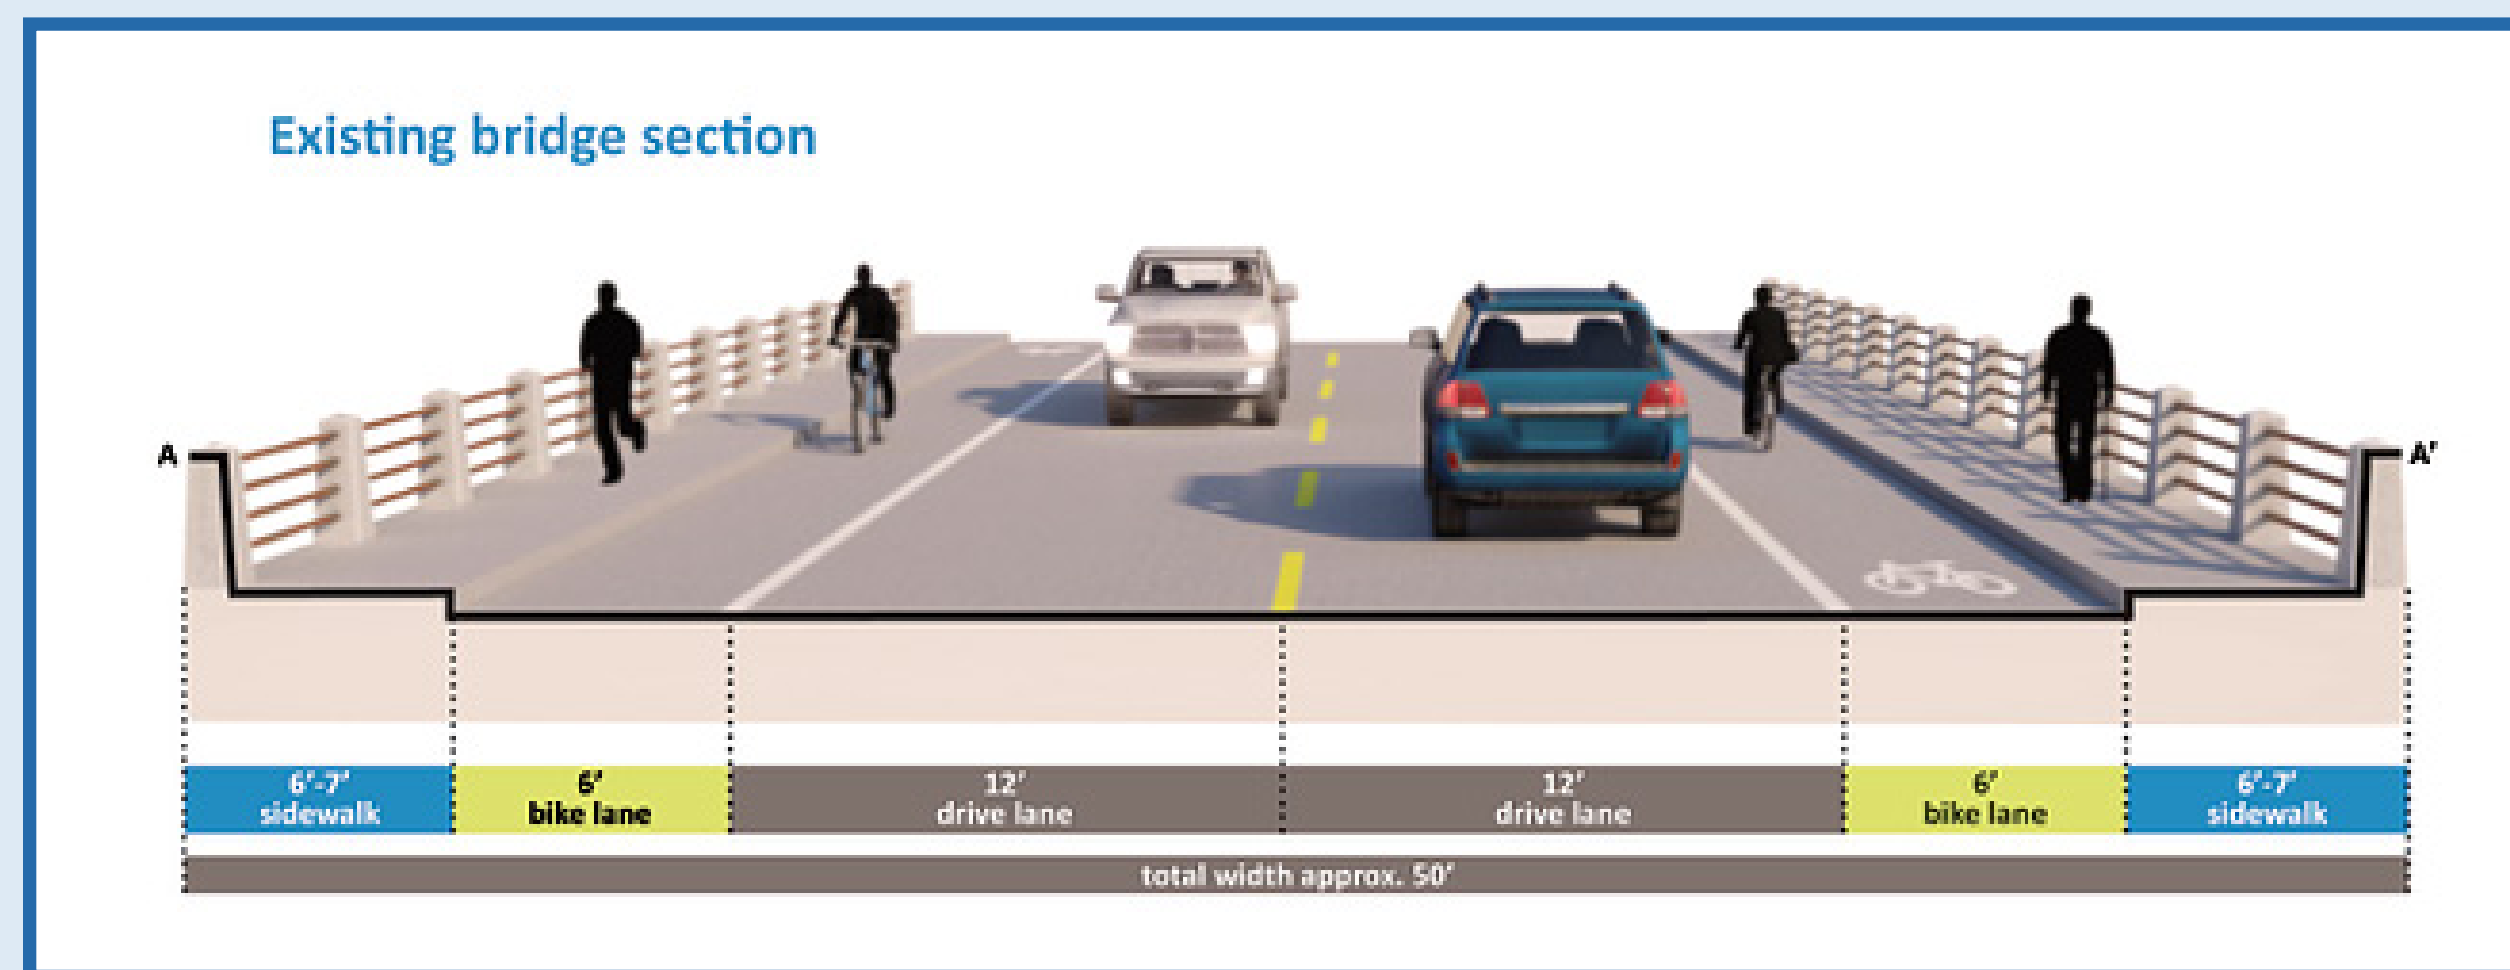 Existing bridge section
A
A'
6'-7'
sidewalk
6'
bike lane
12'
drive lane
12'
drive lane
6'
bike lane
6'-7'
sidewalk
total width approx. 50'